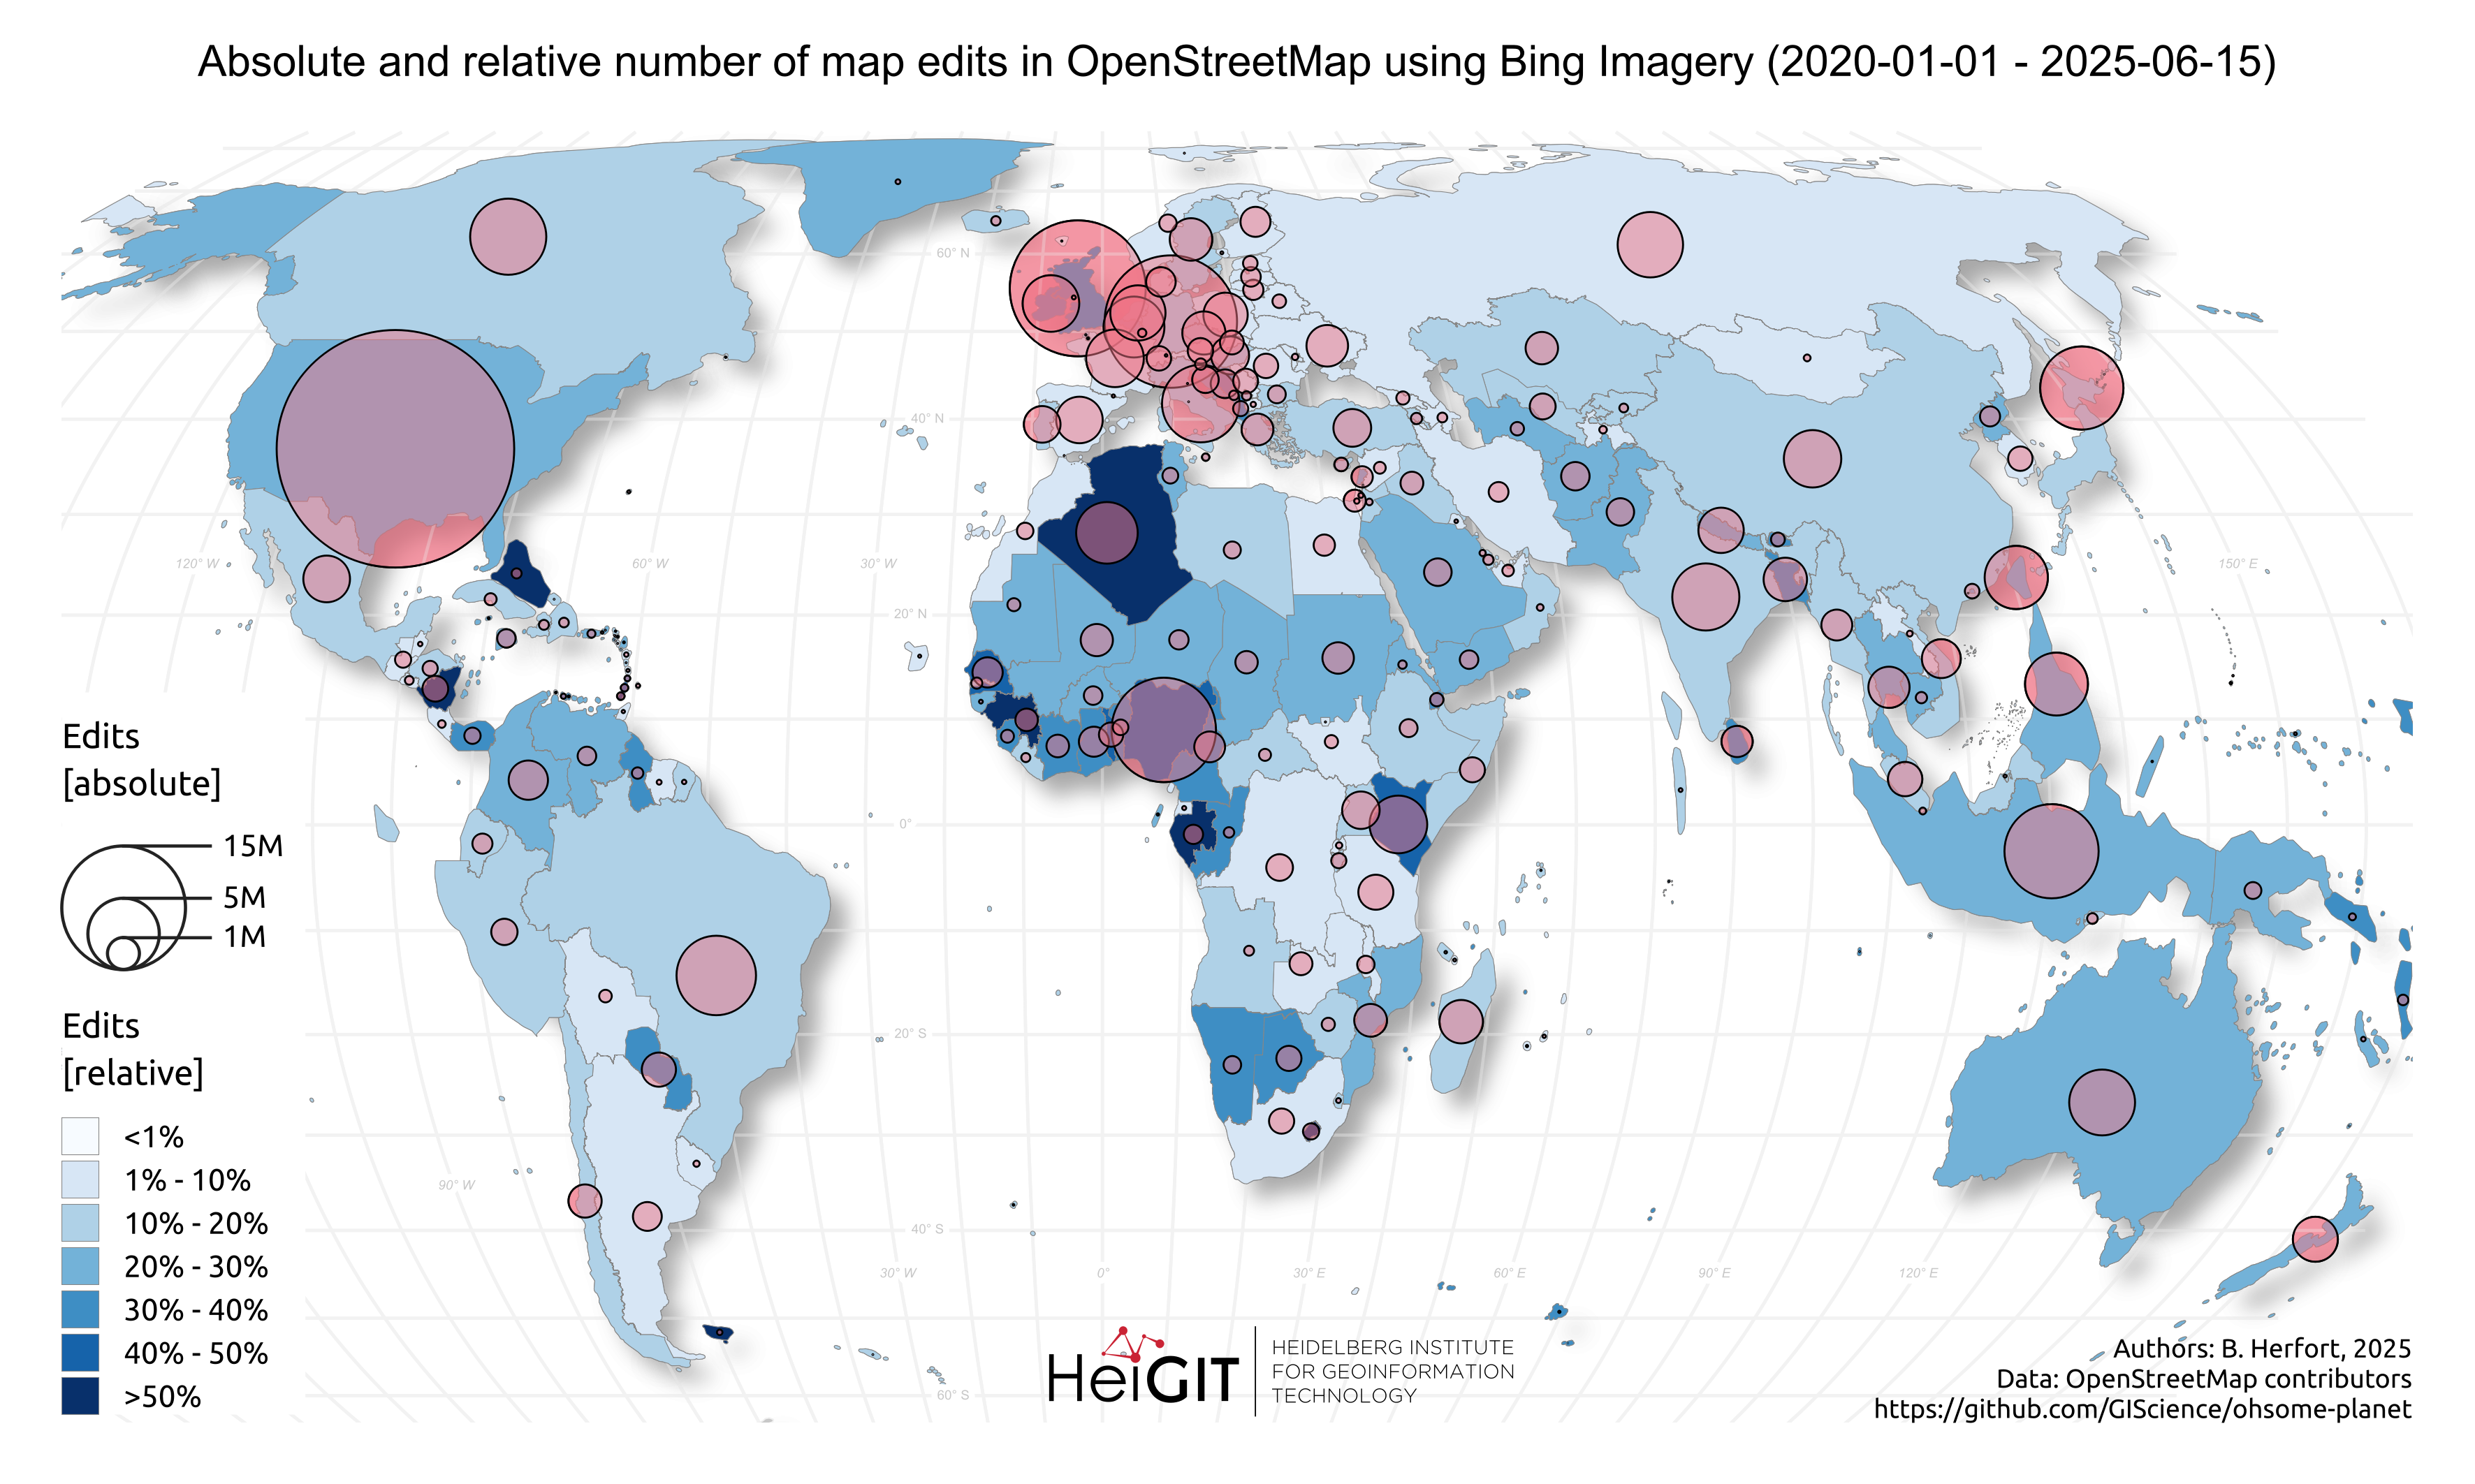 Absolute and relative number of map edits in OpenStreetMap using Bing Imagery (2020-01-01 - 2025-06-15)
60° N
40° N
120° W
60° W
30° W
150° E
20° N
0°
20° S
90° W
40° S
30° W
0°
30° E
60° E
90° E
120° E
60° S
Edits
[absolute]
15M
5M
1M
Edits
[relative]
<1%
1% - 10%
10% - 20%
20% - 30%
30% - 40%
40% - 50%
>50%
HeiGIT
HEIDELBERG INSTITUTE
FOR GEOINFORMATION
TECHNOLOGY
Authors: B. Herfort, 2025
Data: OpenStreetMap contributors
https://github.com/GIScience/ohsome-planet